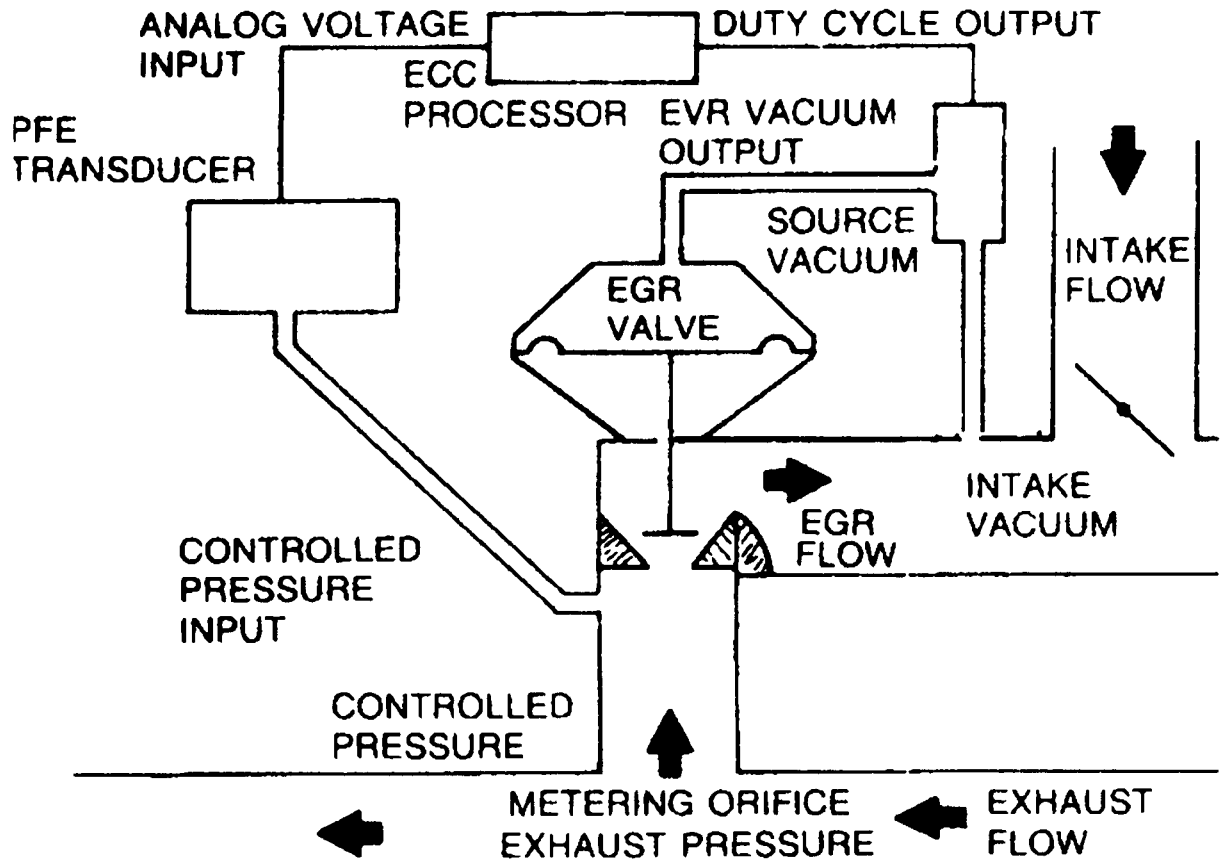 ANALOG VOLTAGE
INPUT
DUTY CYCLE OUTPUT
ECC
PROCESSOR
EVR VACUUM
OUTPUT
PFE
TRANSDUCER
SOURCE
VACUUM
INTAKE
FLOW
EGR
VALVE
INTAKE
VACUUM
EGR
FLOW
CONTROLLED
PRESSURE
INPUT
CONTROLLED
PRESSURE
METERING ORIFICE
EXHAUST PRESSURE
EXHAUST
FLOW